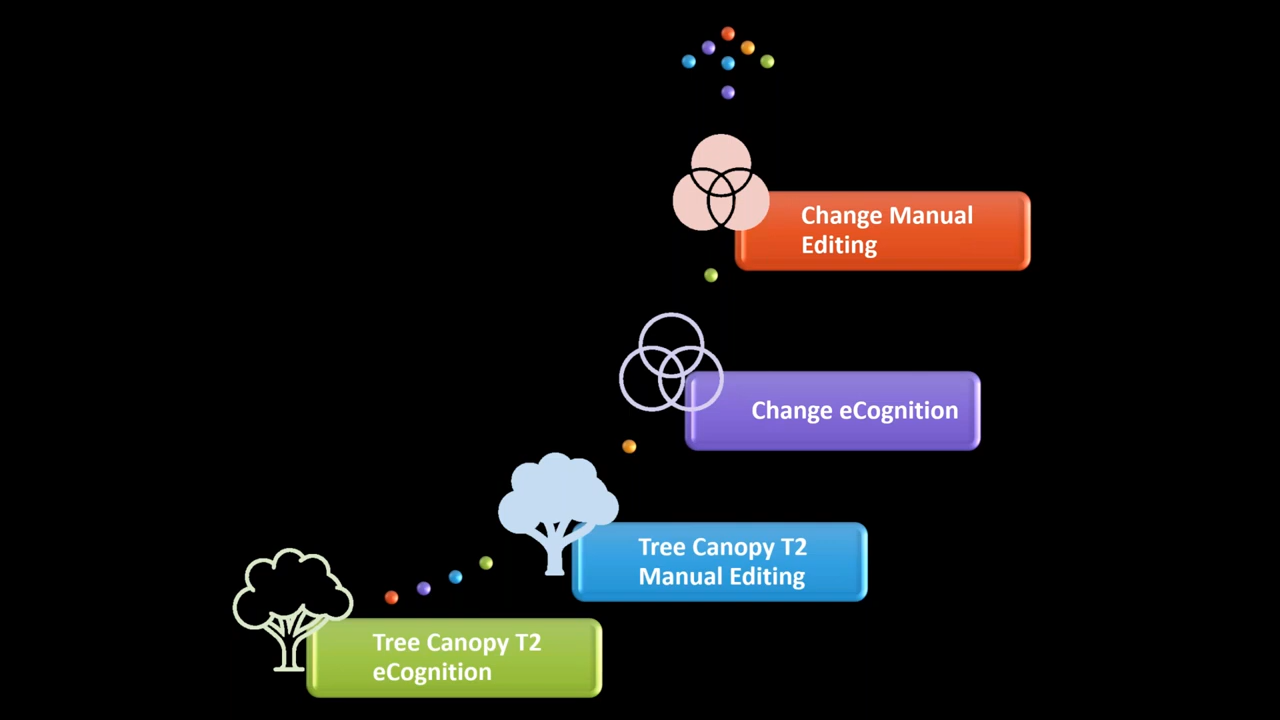 Change Manual
Editing
Change eCognition
Tree Canopy T2
Manual Editing
Tree Canopy T2
eCognition